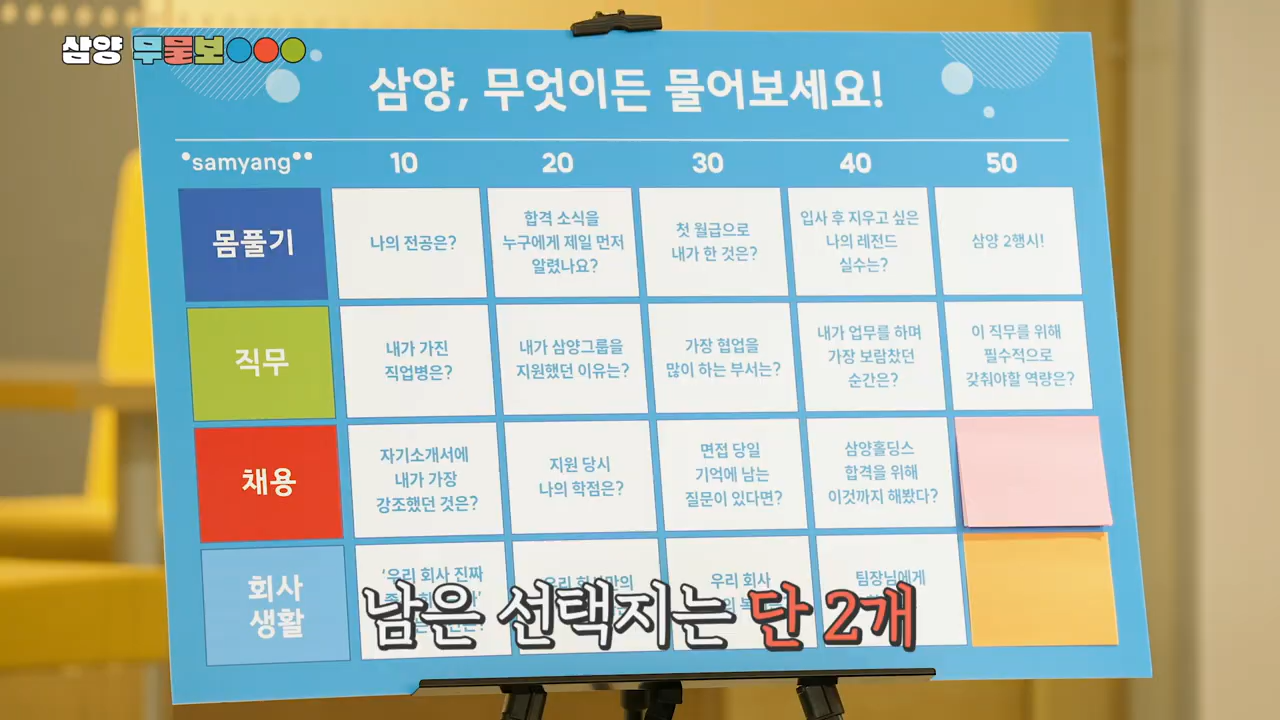 삼양 무물보
삼양, 무엇이든 물어보세요!
samyang 10 20 30 40 50
몸풀기
나의 전공은?
합격 소식을
누구에게 제일 먼저
알렸나요?
첫 월급으로
내가 한 것은?
입사 후 지우고 싶은
나의 레전드
실수는?
삼양 2행시!
직무
내가 가진
직업병은?
내가 삼양그룹을
지원했던 이유는?
가장 협업을
많이 하는 부서는?
내가 업무를 하며
가장 보람찼던
순간은?
이 직무를 위해
필수적으로
갖춰야할 역량은?
채용
자기소개서에
내가 가장
강조했던 것은?
지원 당시
나의 학점은?
면접 당일
기억에 남는
질문이 있다면?
삼양홀딩스
합격을 위해
이것까지 해봤다?
회사
생활
'우리 회사 진짜
우리 회사만의
우리 회사
팀장님에게
남은 선택지는 단 2개